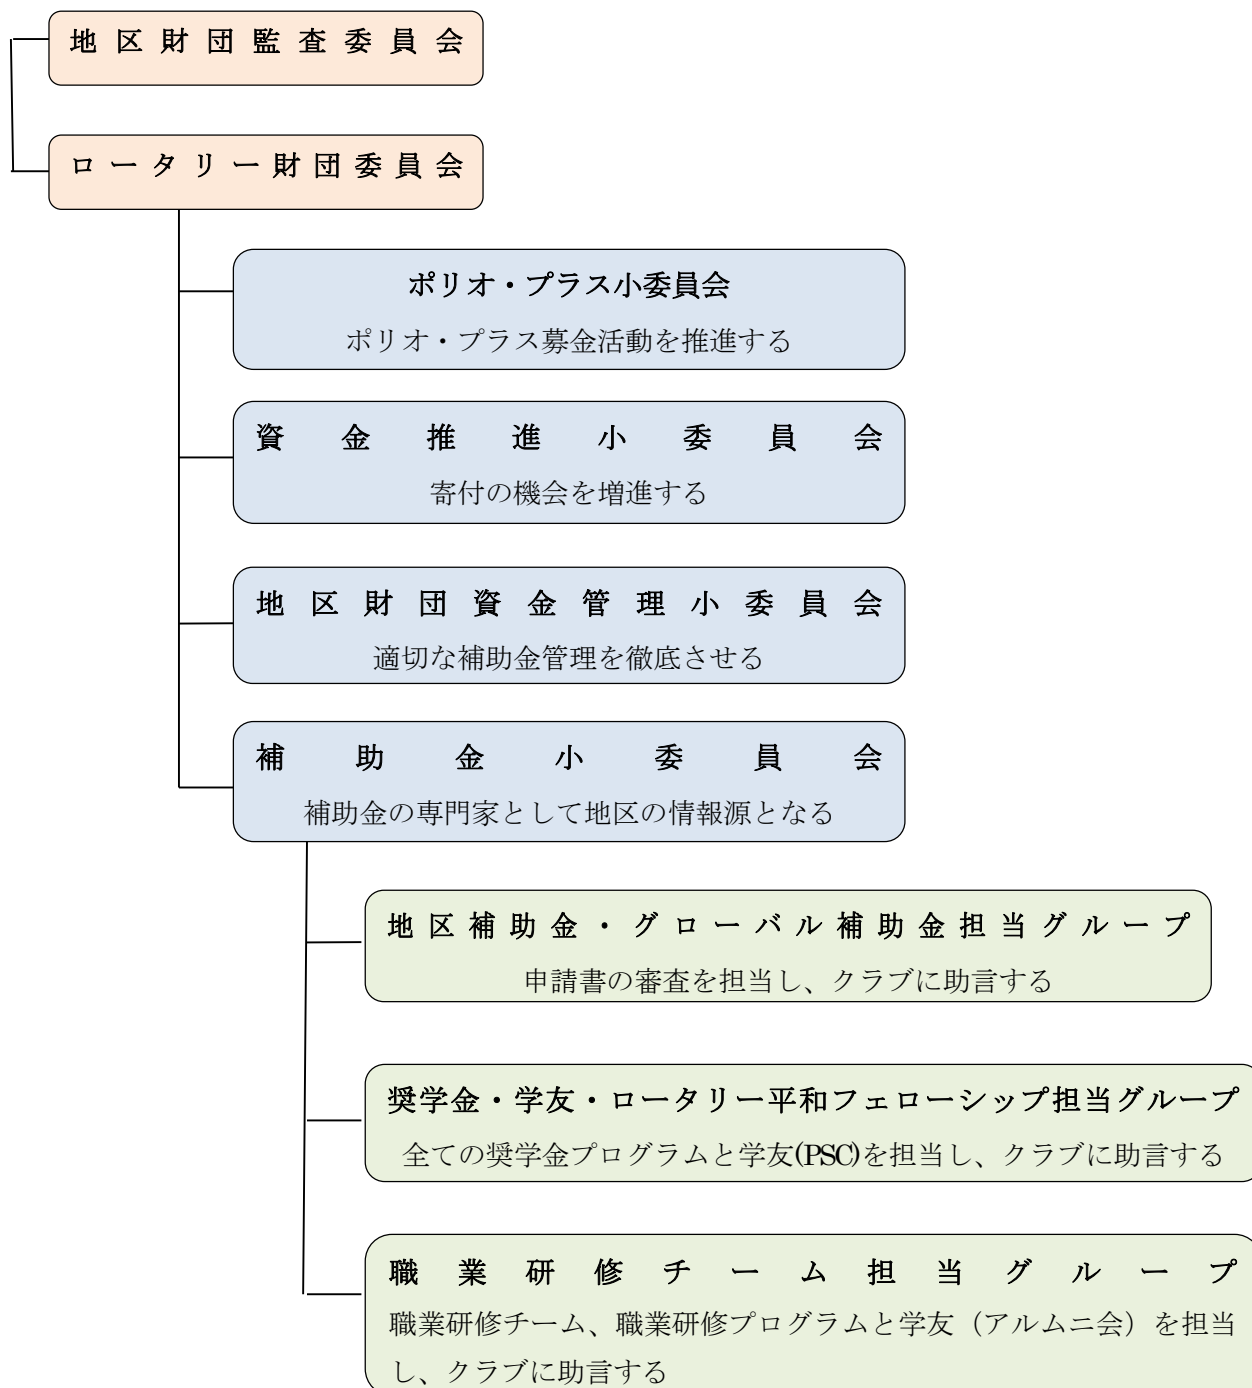 地区財団監査委員会
ロータリー財団委員会
ポリオ・プラス小委員会
ポリオ・プラス募金活動を推進する
資金推進小委員会
寄付の機会を増進する
地区財団資金管理小委員会
適切な補助金管理を徹底させる
補助金小委員会
補助金の専門家として地区の情報源となる
地区補助金・グローバル補助金担当グループ
申請書の審査を担当し、クラブに助言する
奨学金・学友・ロータリー平和フェローシップ担当グループ
全ての奨学金プログラムと学友(PSC)を担当し、クラブに助言する
職業研修チーム担当グループ
職業研修チーム、職業研修プログラムと学友（アルムニ会）を担当
し、クラブに助言する